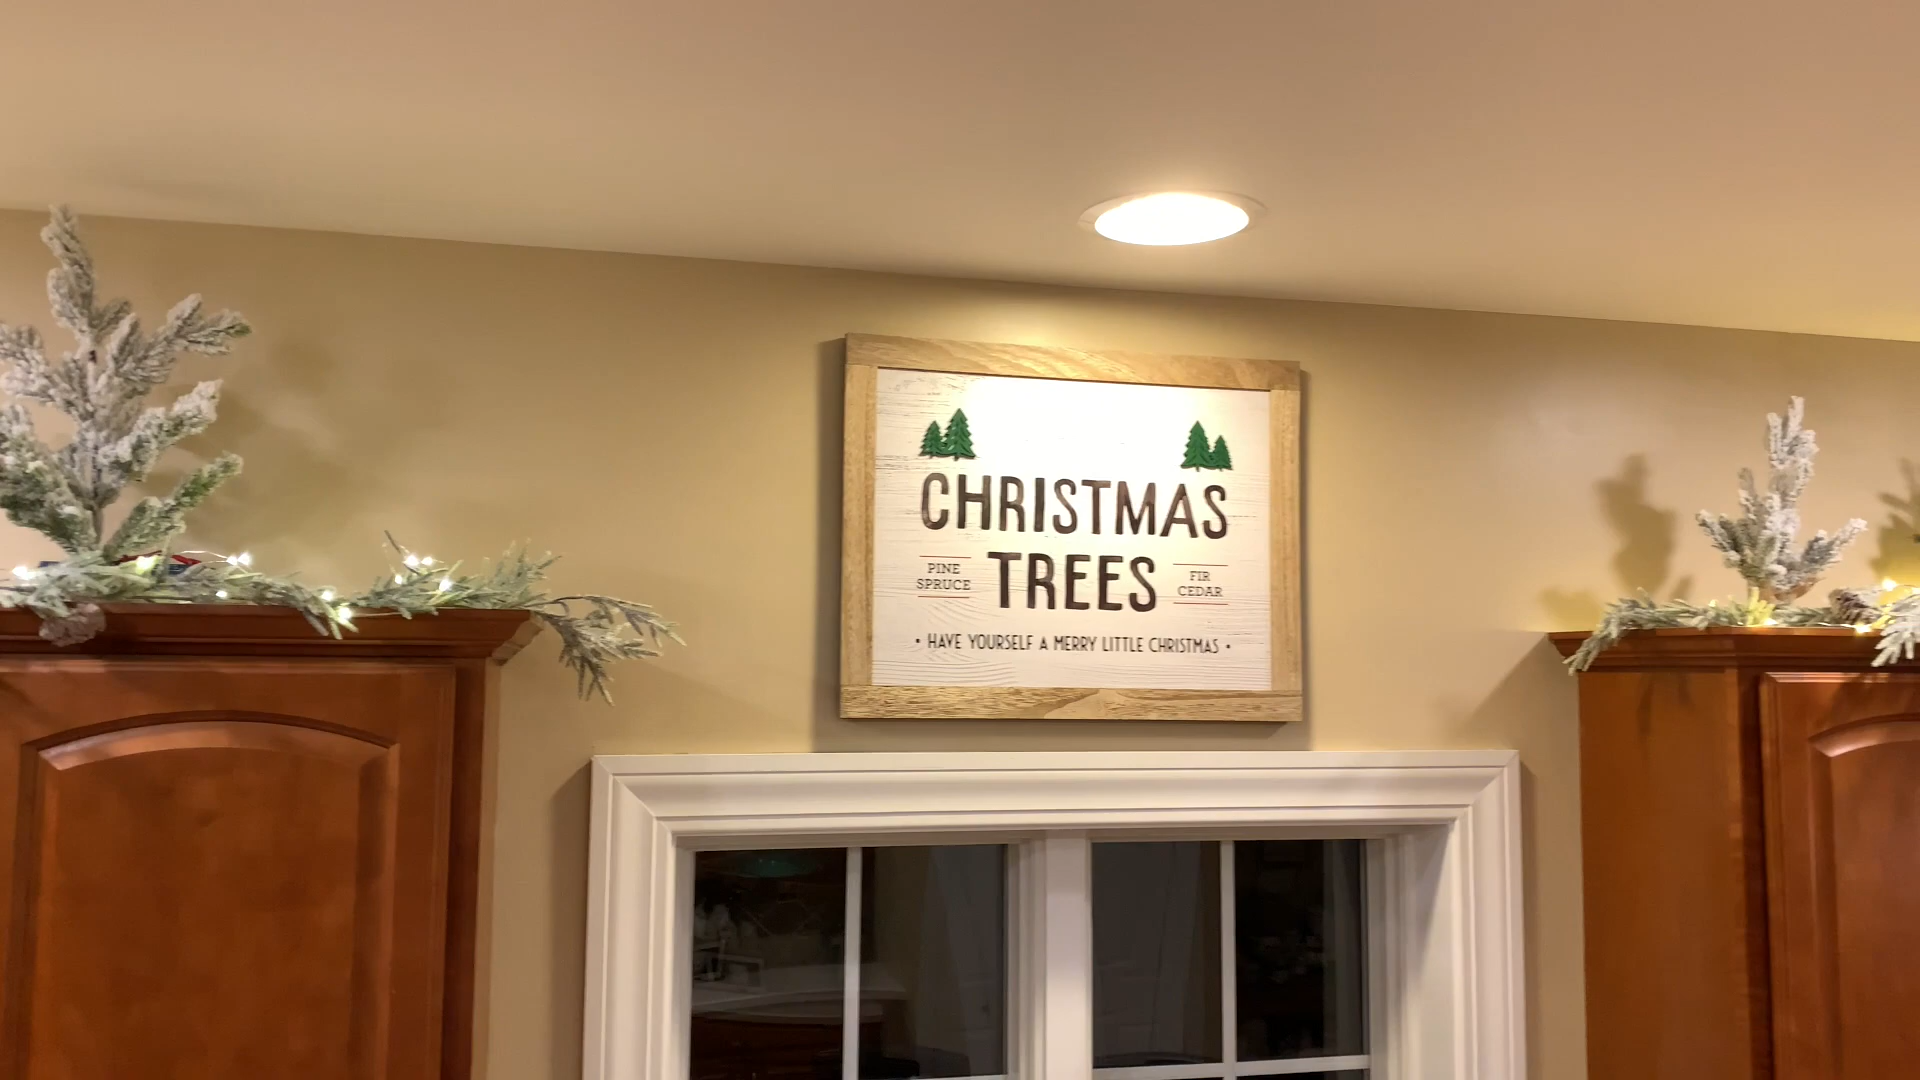 CHRISTMAS
PINE
SPRUCE
TREES
FIR
CEDAR
• HAVE YOURSELF A MERRY LITTLE CHRISTMAS •